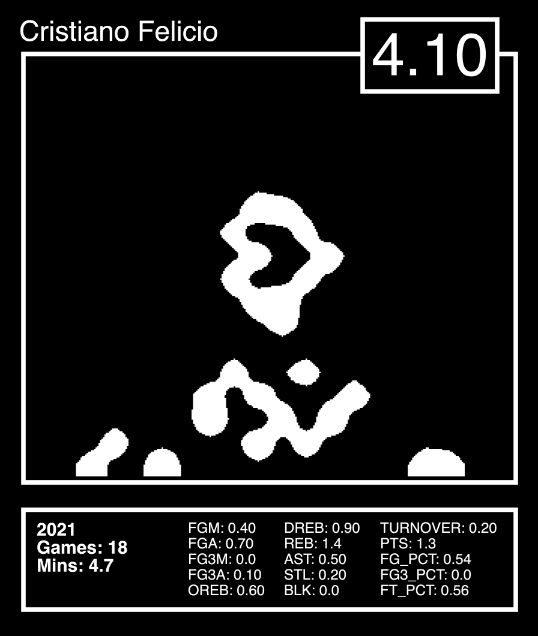 Cristiano Felicio
4.10
2021
Games: 18
Mins: 4.7
FGM: 0.40
FGA: 0.70
FG3M: 0.0
FG3A: 0.10
OREB: 0.60
DREB: 0.90
REB: 1.4
AST: 0.50
STL: 0.20
BLK: 0.0
TURNOVER: 0.20
PTS: 1.3
FG_PCT: 0.54
FG3_PCT: 0.0
FT_PCT: 0.56